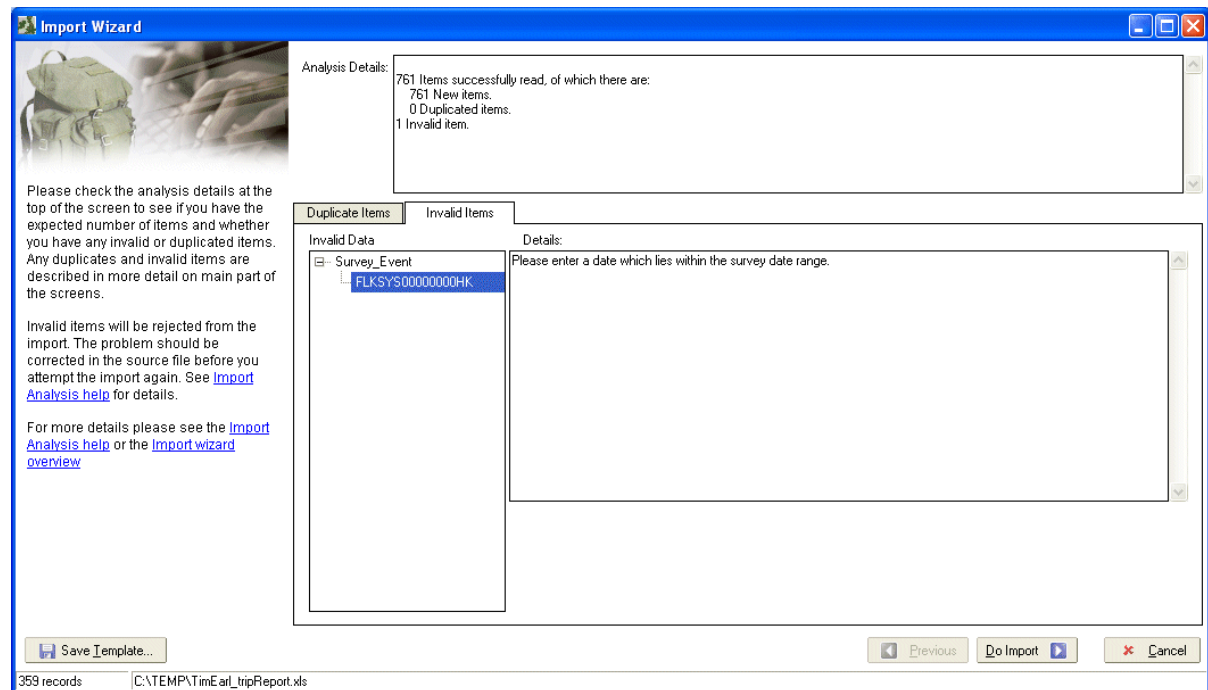 Import Wizard
Analysis Details:
761 Items successfully read, of which there are:
761 New items.
0 Duplicated items.
1 Invalid item.
Please check the analysis details at the
top of the screen to see if you have the
expected number of items and whether
you have any invalid or duplicated items.
Any duplicates and invalid items are
described in more detail on main part of
the screens.
Invalid items will be rejected from the
import. The problem should be
corrected in the source file before you
attempt the import again. See Import
Analysis help for details.
For more details please see the Import
Analysis help or the Import wizard
overview
Duplicate Items
Invalid Items
Invalid Data
Details:
Survey_Event
FLKSYS00000000HK
Please enter a date which lies within the survey date range.
Save Template...
Previous
Do Import
Cancel
359 records
C:\TEMP\TimEarl_tripReport.xls